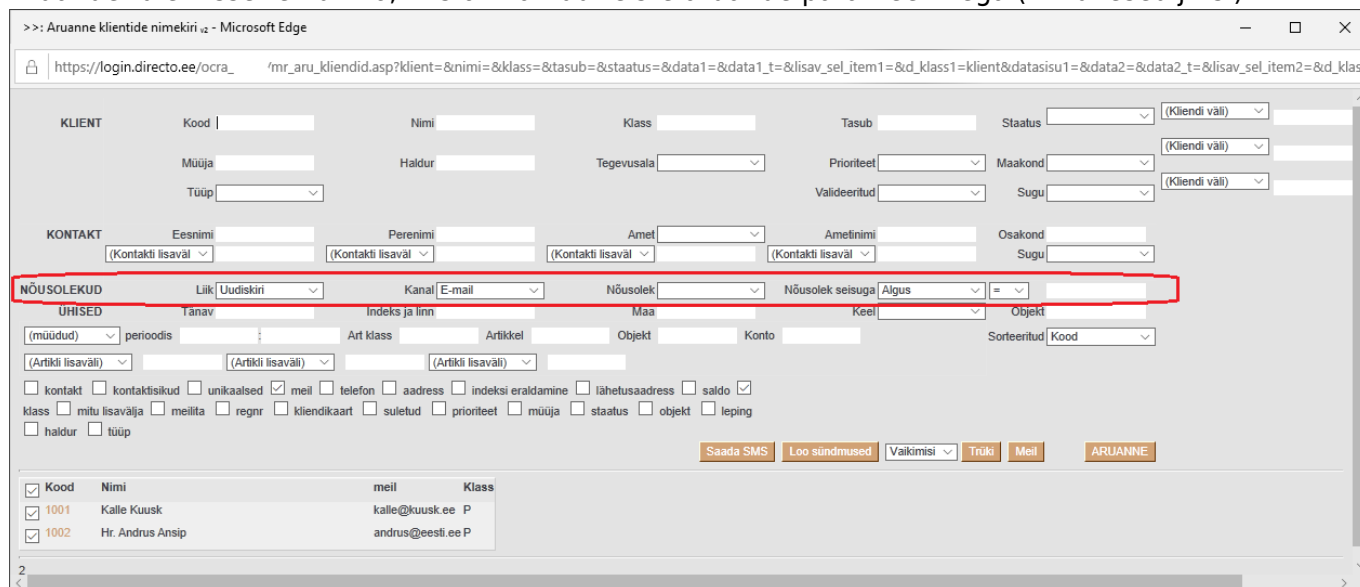 >>: Aruanne klientide nimekiri v2 - Microsoft Edge
https://login.directo.ee/ocra_ /mr_aru_kliendid.asp?klient=&nimi=&klass=&tasub=&staatus=&data1=&data1_t=&lisav_sel_item1=&d_klass1=klient&datasisu1=&data2=&data2_t=&lisav_sel_item2=&d_klas
KLIENT Kood Nimi Klass Tasub Staatus (Kliendi väli)
(Kliendi väli)
Müüja Haldur Tegevusala Prioriteet Maakond
(Kliendi väli)
Tüüp Valideeritud Sugu
KONTAKT Eesnimi Perenimi Amet Ametinimi Osakond
(Kontakti lisaväl (Kontakti lisaväl (Kontakti lisaväl (Kontakti lisaväl Sugu
NÕUSOLEKUD Liik Uudiskiri Kanal E-mail Nõusolek Nõusolek seisuga Algus =
ÜHISED Tänav Indeks ja linn Maa Keel Objekt
(müüdud) perioodis : Art klass Artikkel Objekt Konto Sorteeritud Kood
(Artikli lisaväli) (Artikli lisaväli) (Artikli lisaväli)
kontakt kontaktisikud unikaalsed meil telefon aadress indeksi eraldamine lähetusaadress saldo
klass mitu lisavälja meilita regnr kliendikaart suletud prioriteet müüja staatus objekt leping
haldur tüüp
Saada SMS Loo sündmused Vaikimisi Trüki Meil ARUANNE
Kood Nimi meil Klass
1001 Kalle Kuusk kalle@kuusk.ee P
1002 Hr. Andrus Ansip andrus@eesti.ee P
2